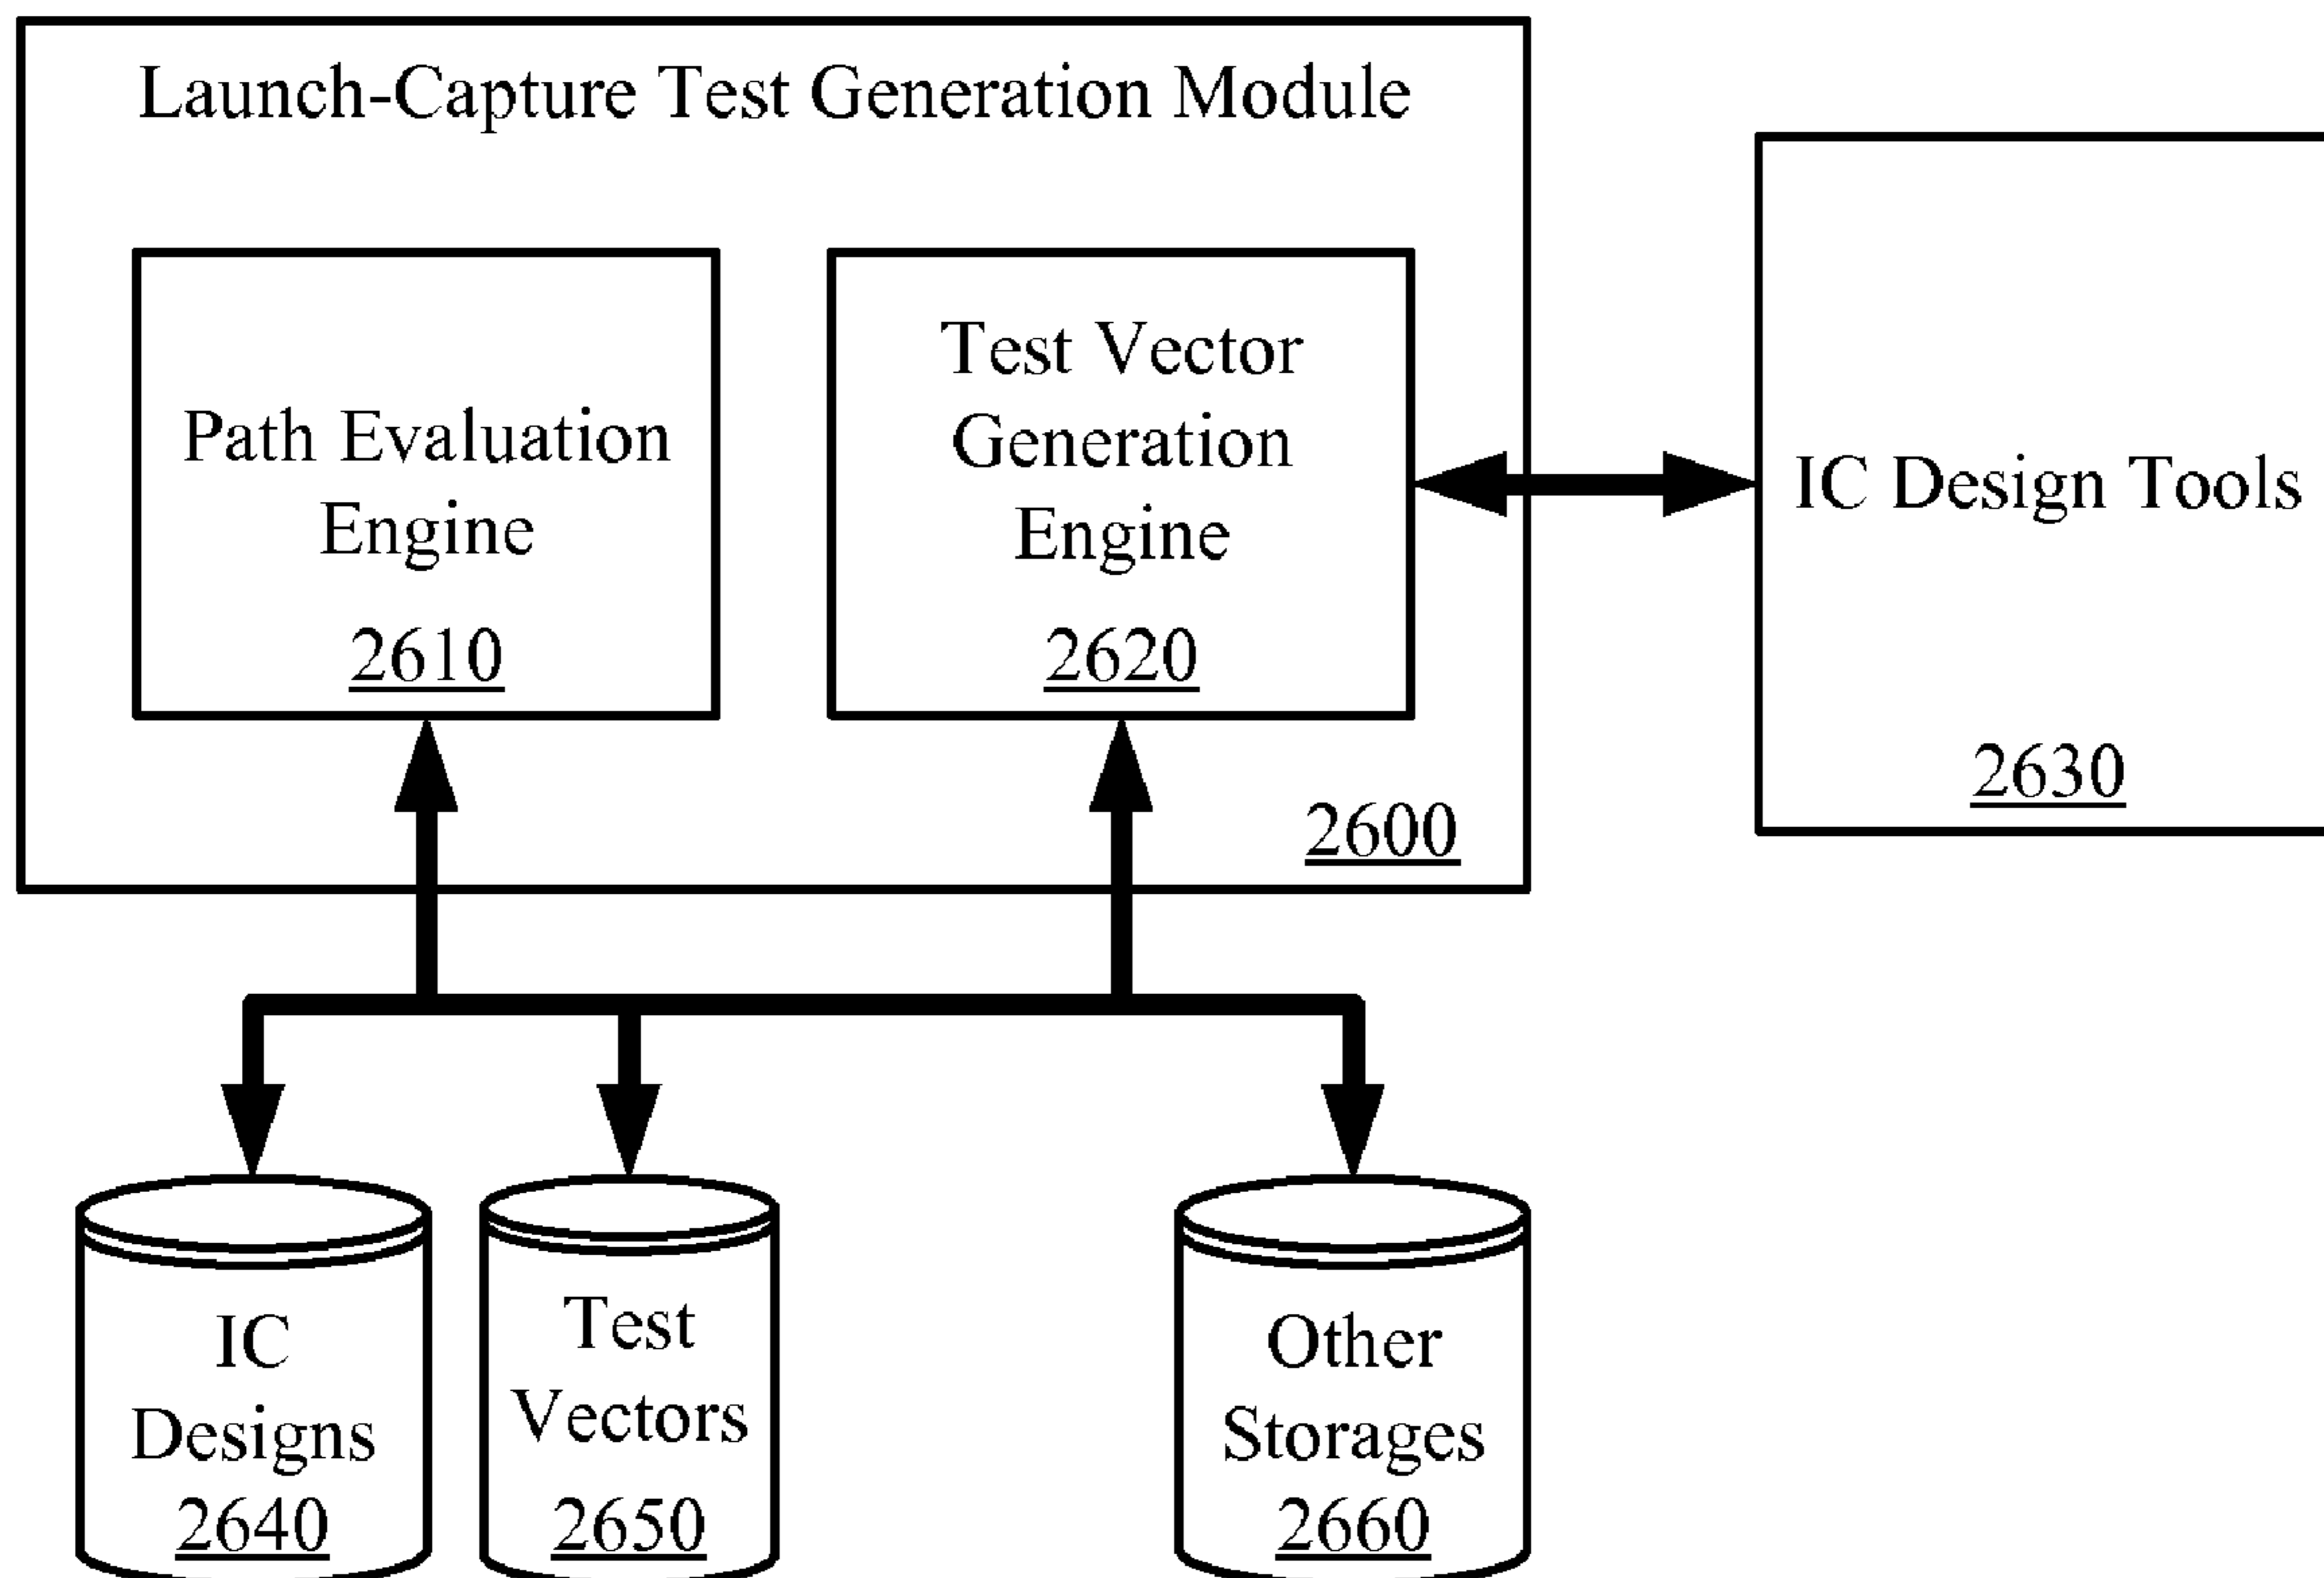 Launch-Capture Test Generation Module
Path Evaluation
Engine
2610
Test Vector
Generation
Engine
2620
2600
IC Design Tools
2630
IC
Designs
2640
Test
Vectors
2650
Other
Storages
2660